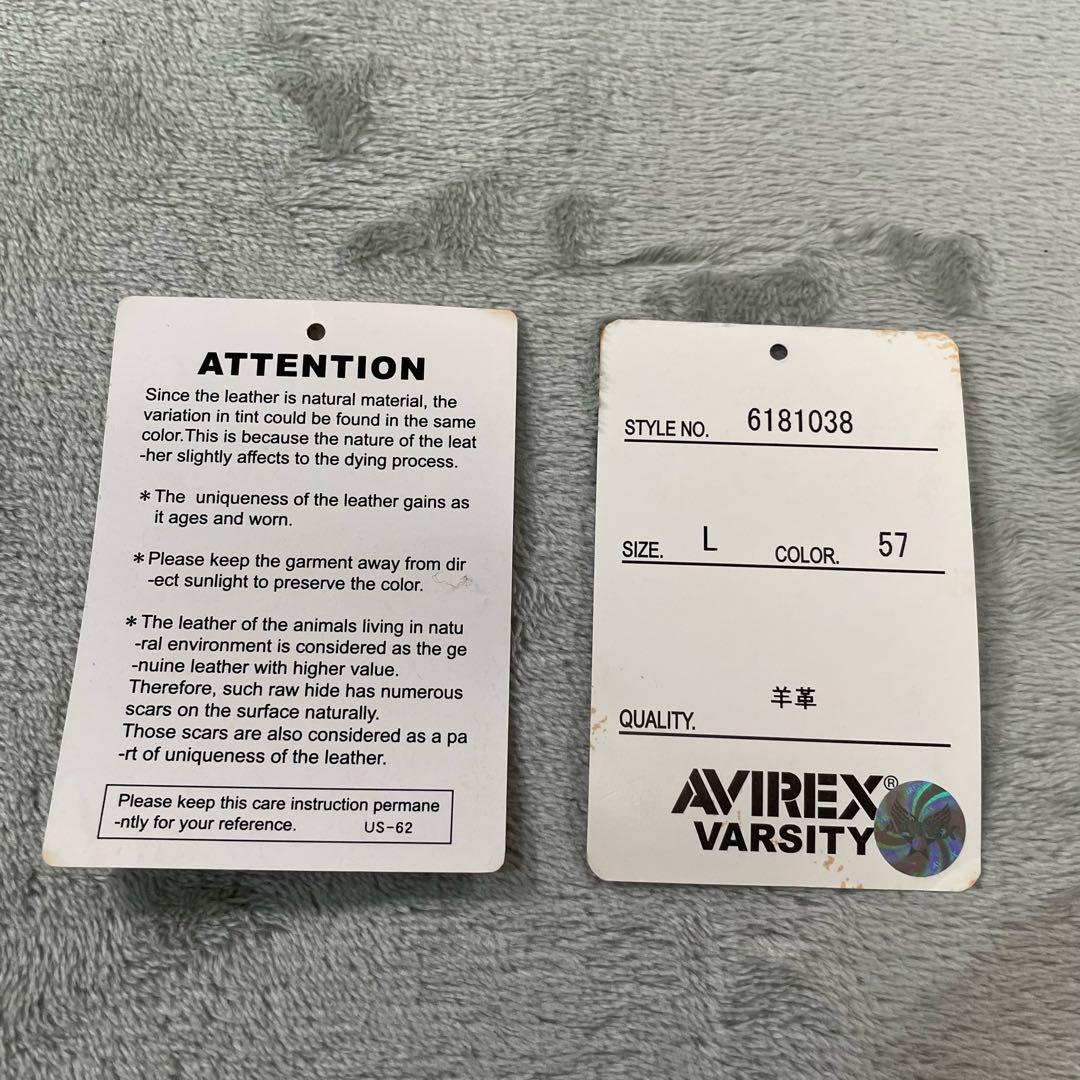 ATTENTION
Since the leather is natural material, the
variation in tint could be found in the same
color.This is because the nature of the leat
-her slightly affects to the dying process.
* The uniqueness of the leather gains as
it ages and worn.
* Please keep the garment away from dir
-ect sunlight to preserve the color.
* The leather of the animals living in natu
-ral environment is considered as the ge
-nuine leather with higher value.
Therefore, such raw hide has numerous
scars on the surface naturally.
Those scars are also considered as a pa
-rt of uniqueness of the leather.
Please keep this care instruction permane
-ntly for your reference. US-62
STYLE NO. 6181038
SIZE. L COLOR. 57
QUALITY. 羊革
AVIREX®
VARSITY